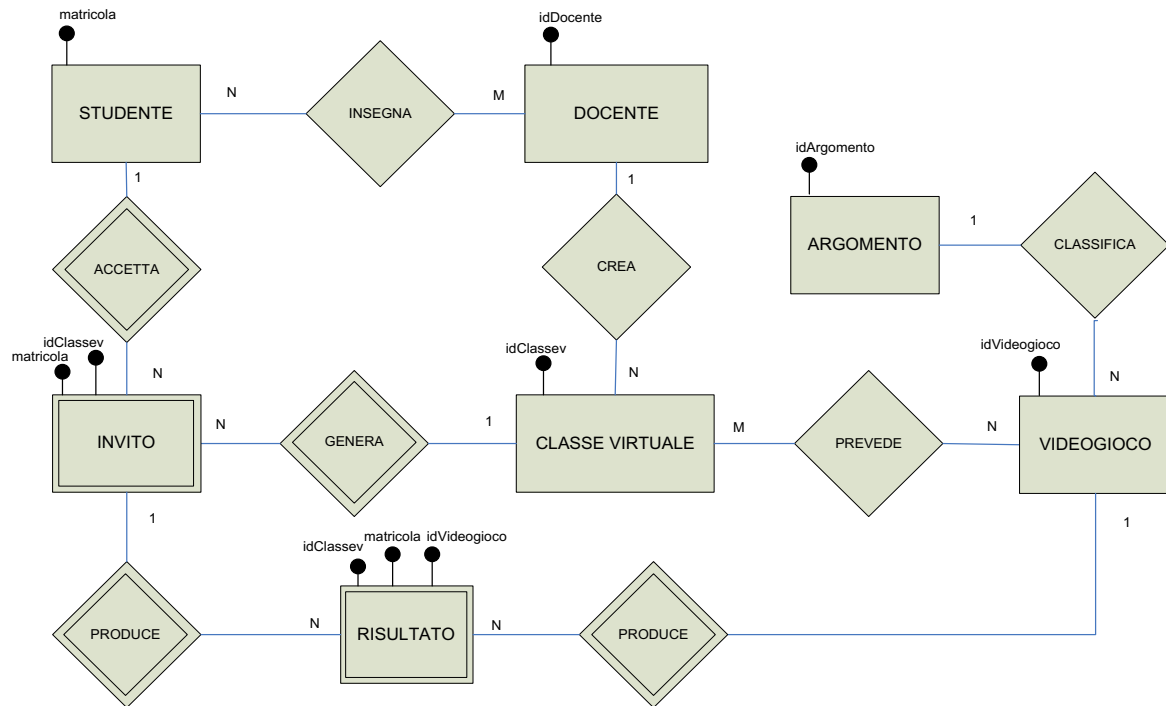 matricola
idDocente
STUDENTE
N
INSEGNA
M
DOCENTE
1
1
idArgomento
ARGOMENTO
1
CLASSIFICA
ACCETTA
CREA
idClassev
matricola
N
idClassev
N
idVideogioco
N
INVITO
N
GENERA
1
CLASSE VIRTUALE
M
PREVEDE
N
VIDEOGIOCO
1
1
idClassev
matricola
idVideogioco
PRODUCE
N
RISULTATO
N
PRODUCE